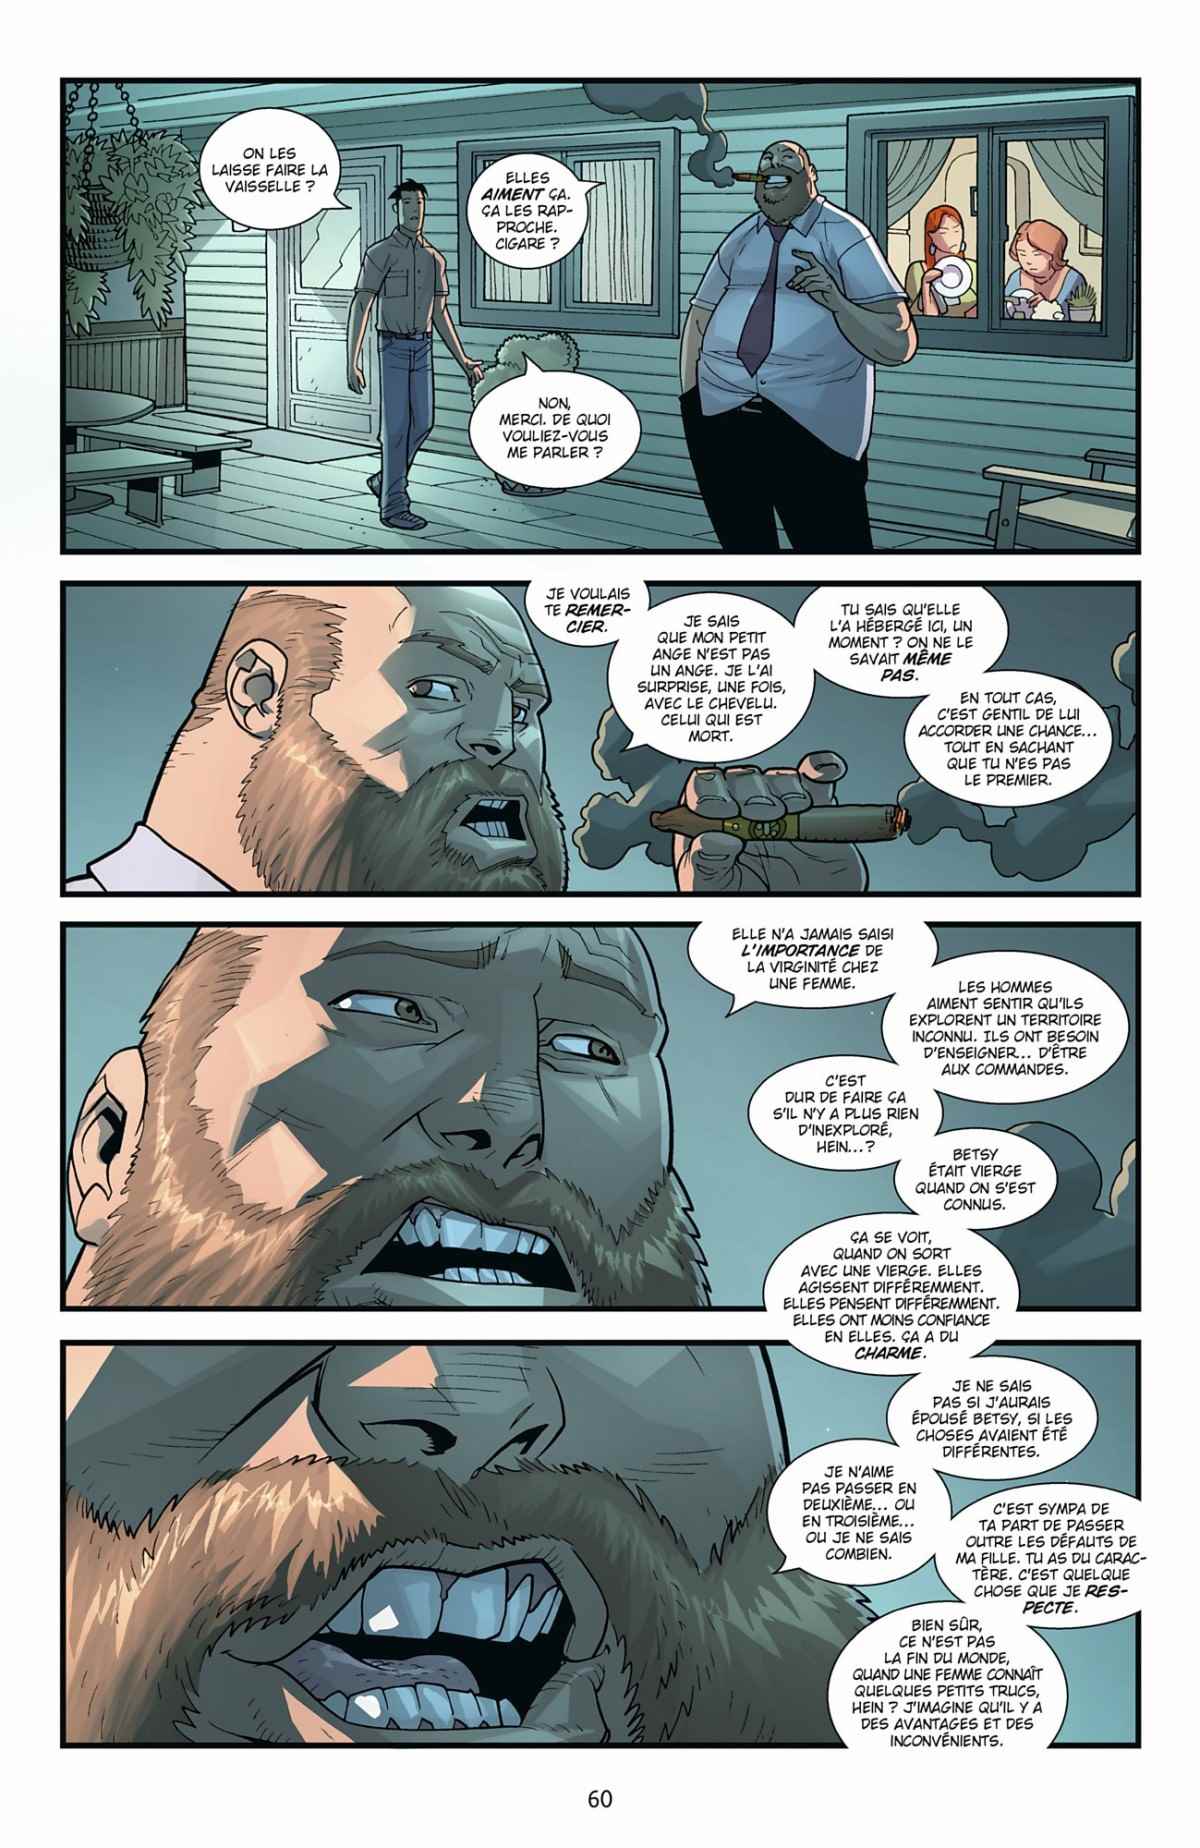 ON LES
LAISSE FAIRE LA
VAISSELLE ?
ELLES
AIMENT ÇA.
ÇA LES RAP-
PROCHE.
CIGARE ?
NON,
MERCI. DE QUOI
VOULIEZ-VOUS
ME PARLER ?
JE VOULAIS
TE REMER-
CIER.
JE SAIS
QUE MON PETIT
ANGE N'EST PAS
UN ANGE. JE L'AI
SURPRISE, UNE FOIS,
AVEC LE CHEVELU.
CELUI QUI EST
MORT.
TU SAIS QU'ELLE
L'A HÉBERGÉ ICI, UN
MOMENT ? ON NE LE
SAVAIT MÊME
PAS.
EN TOUT CAS,
C'EST GENTIL DE LUI
ACCORDER UNE CHANCE...
TOUT EN SACHANT
QUE TU N'ES PAS
LE PREMIER.
ELLE N'A JAMAIS SAISI
L'IMPORTANCE DE
LA VIRGINITÉ CHEZ
UNE FEMME.
LES HOMMES
AIMENT SENTIR QU'ILS
EXPLORENT UN TERRITOIRE
INCONNU. ILS ONT BESOIN
D'ENSEIGNER... D'ÊTRE
AUX COMMANDES.
C'EST
DUR DE FAIRE ÇA
S'IL N'Y A PLUS RIEN
D'INEXPLORÉ,
HEIN...?
BETSY
ÉTAIT VIERGE
QUAND ON S'EST
CONNUS.
ÇA SE VOIT,
QUAND ON SORT
AVEC UNE VIERGE. ELLES
AGISSENT DIFFÉREMMENT.
ELLES PENSENT DIFFÉREMMENT.
ELLES ONT MOINS CONFIANCE
EN ELLES. ÇA A DU
CHARME.
JE NE SAIS
PAS SI J'AURAIS
ÉPOUSÉ BETSY, SI LES
CHOSES AVAIENT ÉTÉ
DIFFÉRENTES.
JE N'AIME
PAS PASSER EN
DEUXIÈME... OU
EN TROISIÈME...
OU JE NE SAIS
COMBIEN.
C'EST SYMPA DE
TA PART DE PASSER
OUTRE LES DÉFAUTS DE
MA FILLE. TU AS DU CARAC-
TÈRE. C'EST QUELQUE
CHOSE QUE JE RES-
PECTE.
BIEN SÛR,
CE N'EST PAS
LA FIN DU MONDE,
QUAND UNE FEMME CONNAÎT
QUELQUES PETITS TRUCS,
HEIN ? J'IMAGINE QU'IL Y A
DES AVANTAGES ET DES
INCONVÉNIENTS.
60